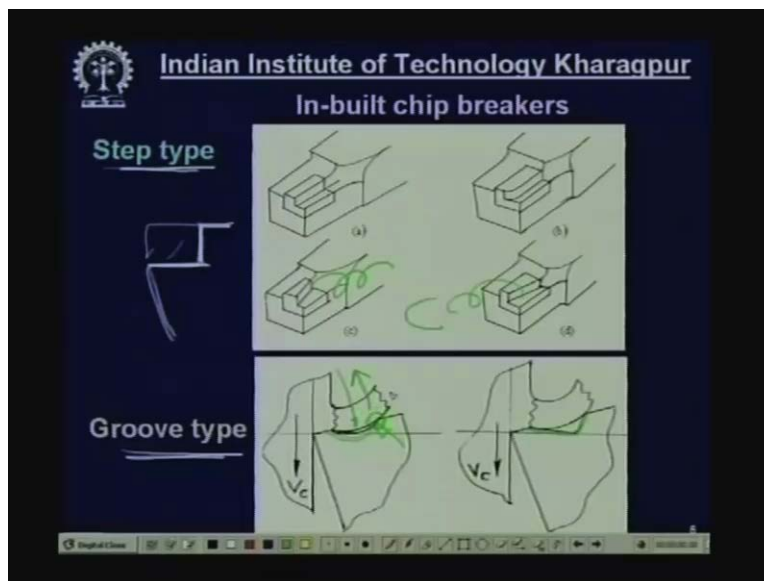 Indian Institute of Technology Kharagpur
In-built chip breakers
Step type
(a) (b)
(c) (d)
Groove type
Vc Vc